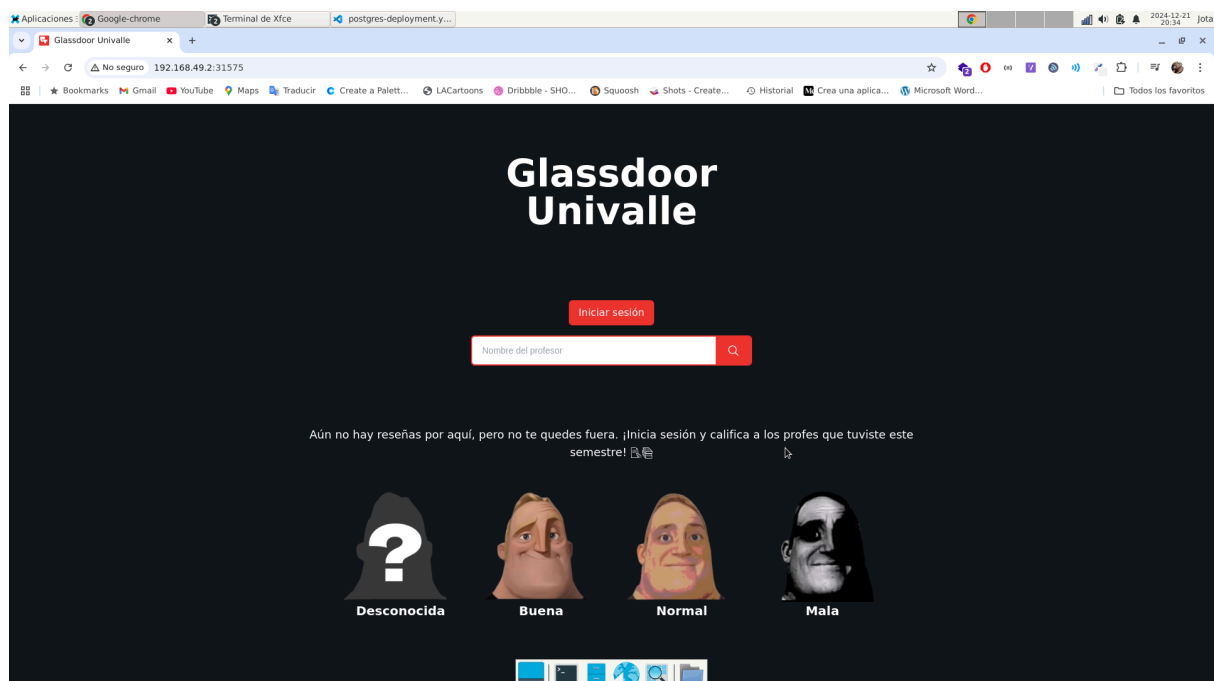 Aplicaciones
2 Google-chrome
2 Terminal de Xfce
postgres-deployment.y...
2024-12-21
20:34
Jota
Glassdoor Univalle
No seguro 192.168.49.2:31575
Bookmarks Gmail YouTube Maps Traducir Create a Palett... LACartoons Dribbble - SHO... Squoosh Shots - Create... Historial Crea una aplica... Microsoft Word... Todos los favoritos
Glassdoor
Univalle
Iniciar sesión
Nombre del profesor
Aún no hay reseñas por aquí, pero no te quedes fuera. ¡Inicia sesión y califica a los profes que tuviste este
semestre!
?
Desconocida Buena Normal Mala